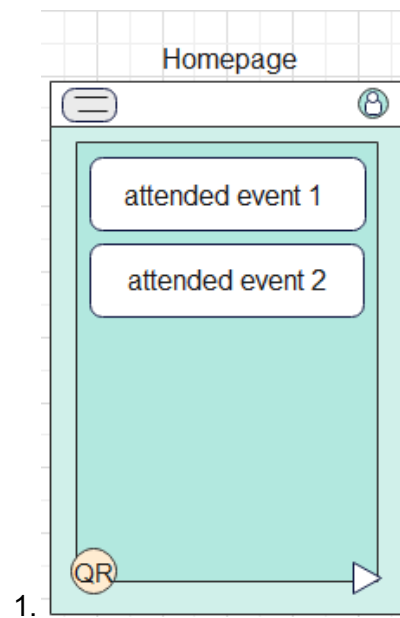 Homepage
attended event 1
attended event 2
QR
1.